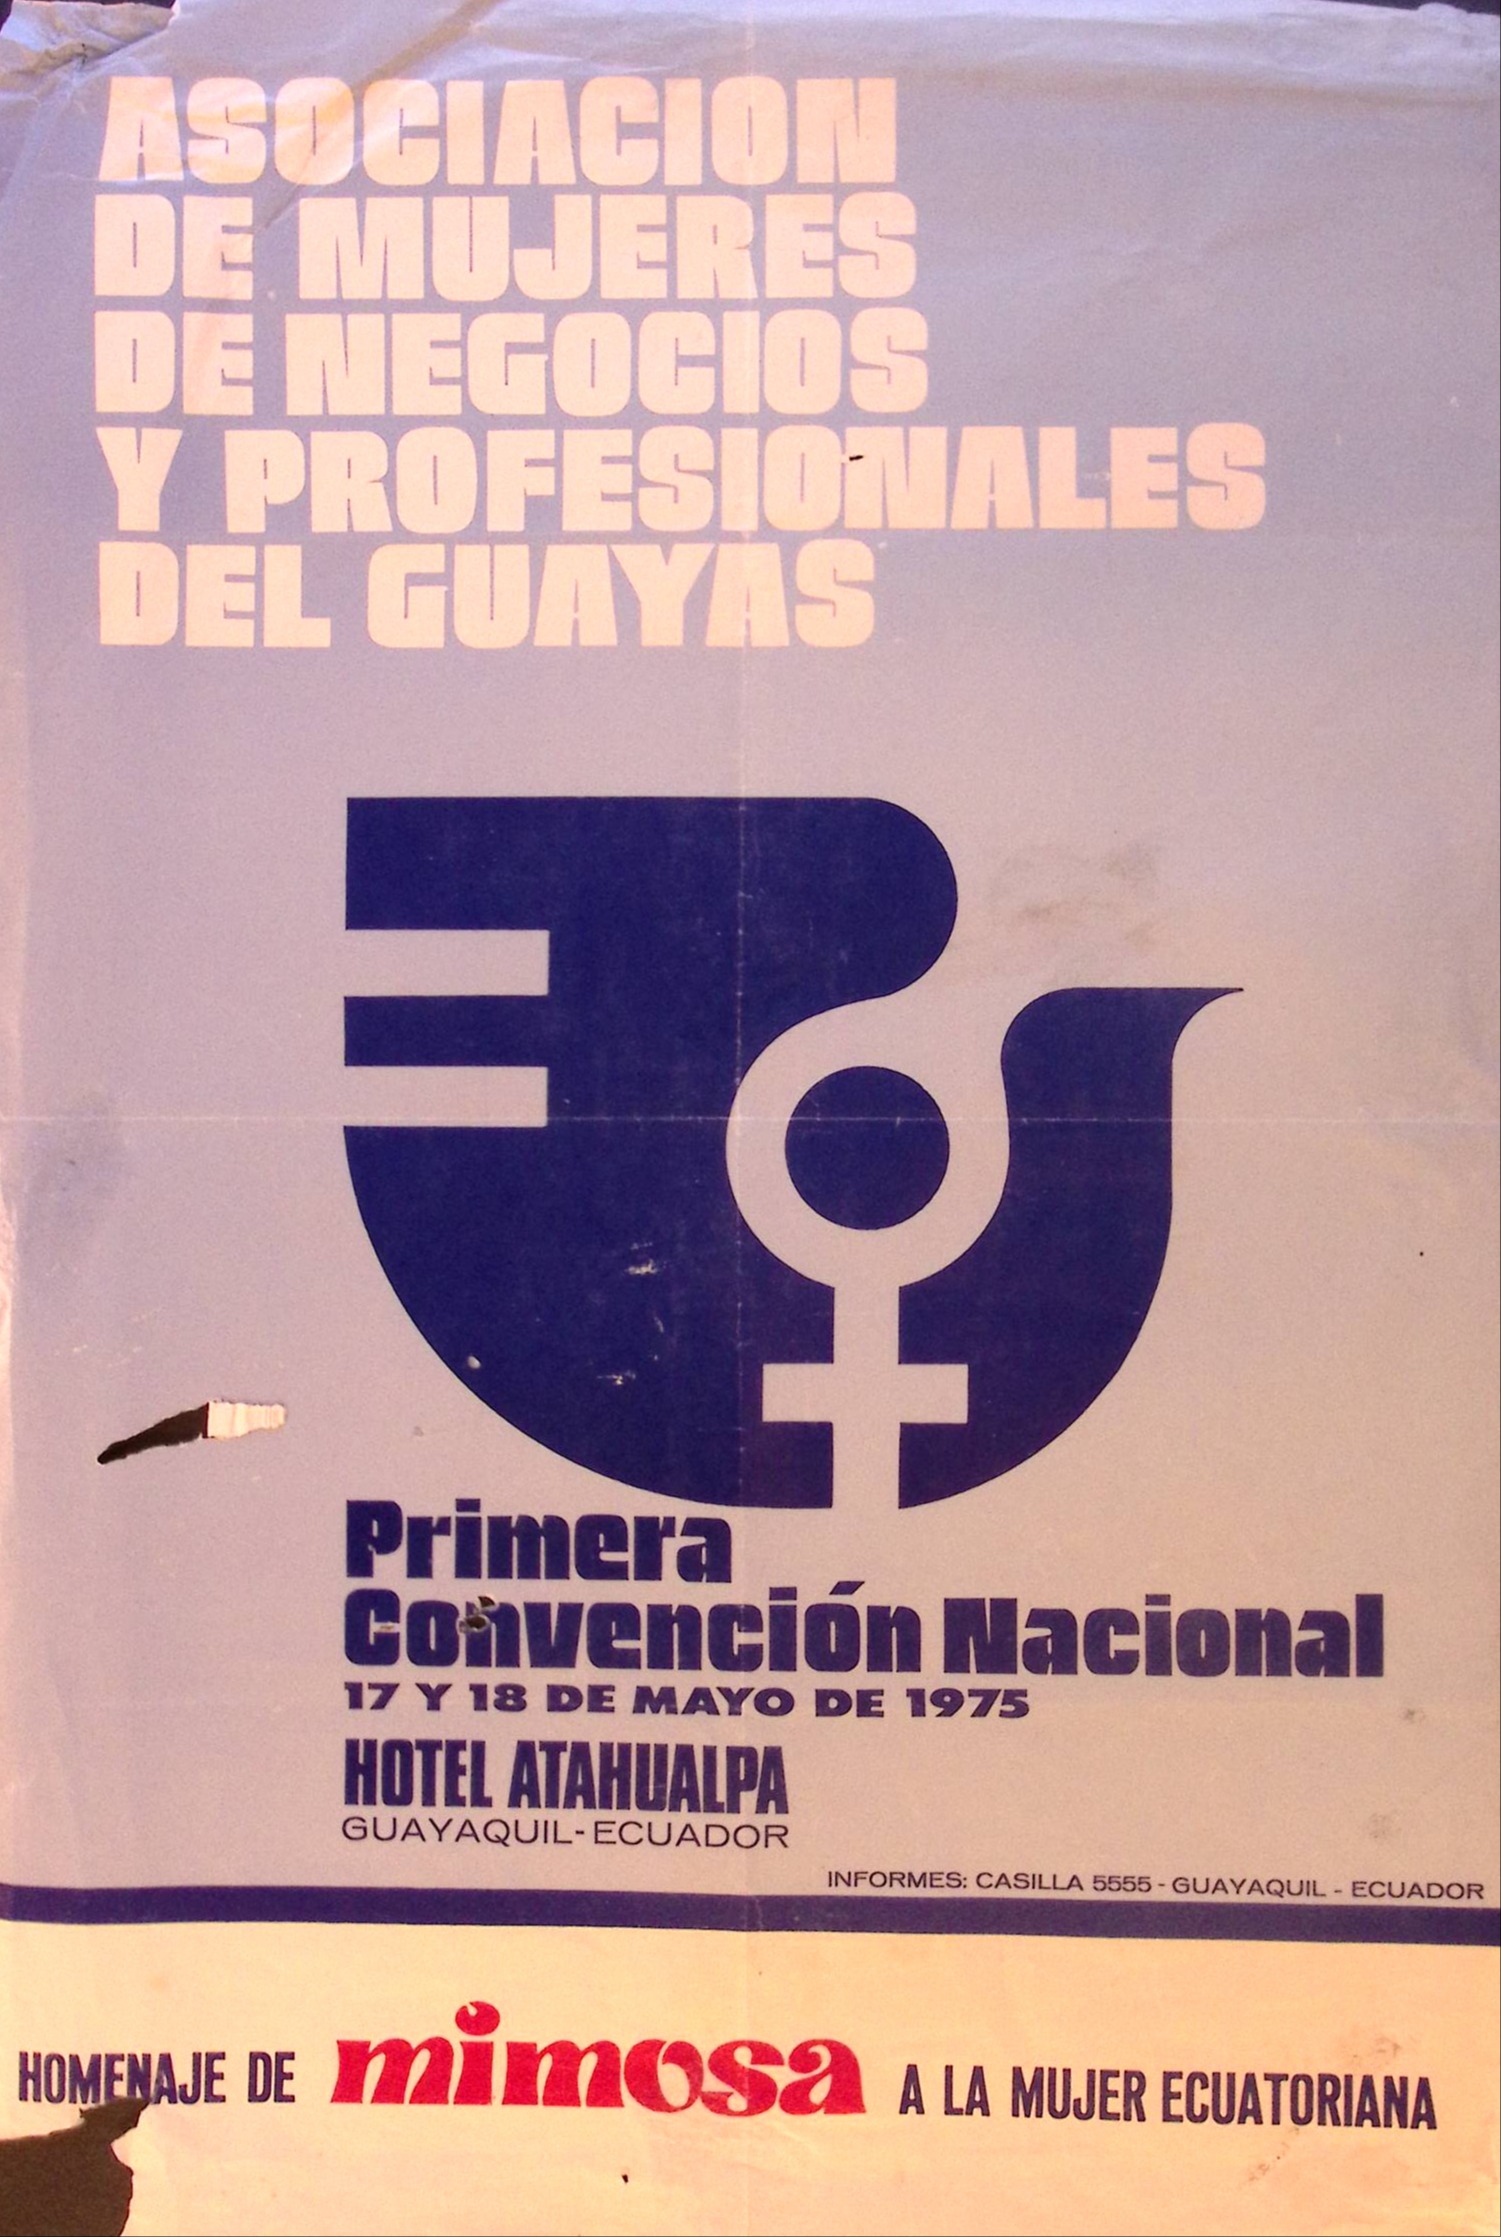 ASOCIACION
DE MUJERES
DE NEGOCIOS
Y PROFESIONALES
DEL GUAYAS
Primera
Convención Nacional
17 Y 18 DE MAYO DE 1975
HOTEL ATAHUALPA
GUAYAQUIL-ECUADOR
INFORMES: CASILLA 5555 - GUAYAQUIL - ECUADOR
HOMENAJE DE mimosa A LA MUJER ECUATORIANA